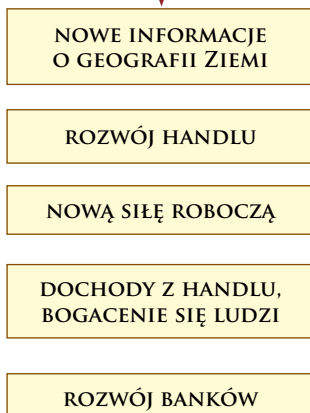 NOWE INFORMACJE
O GEOGRAFII ZIEMI
ROZWÓJ HANDLU
NOWĄ SIŁĘ ROBOCZĄ
DOCHODY Z HANDLU,
BOGACENIE SIĘ LUDZI
ROZWÓJ BANKÓW